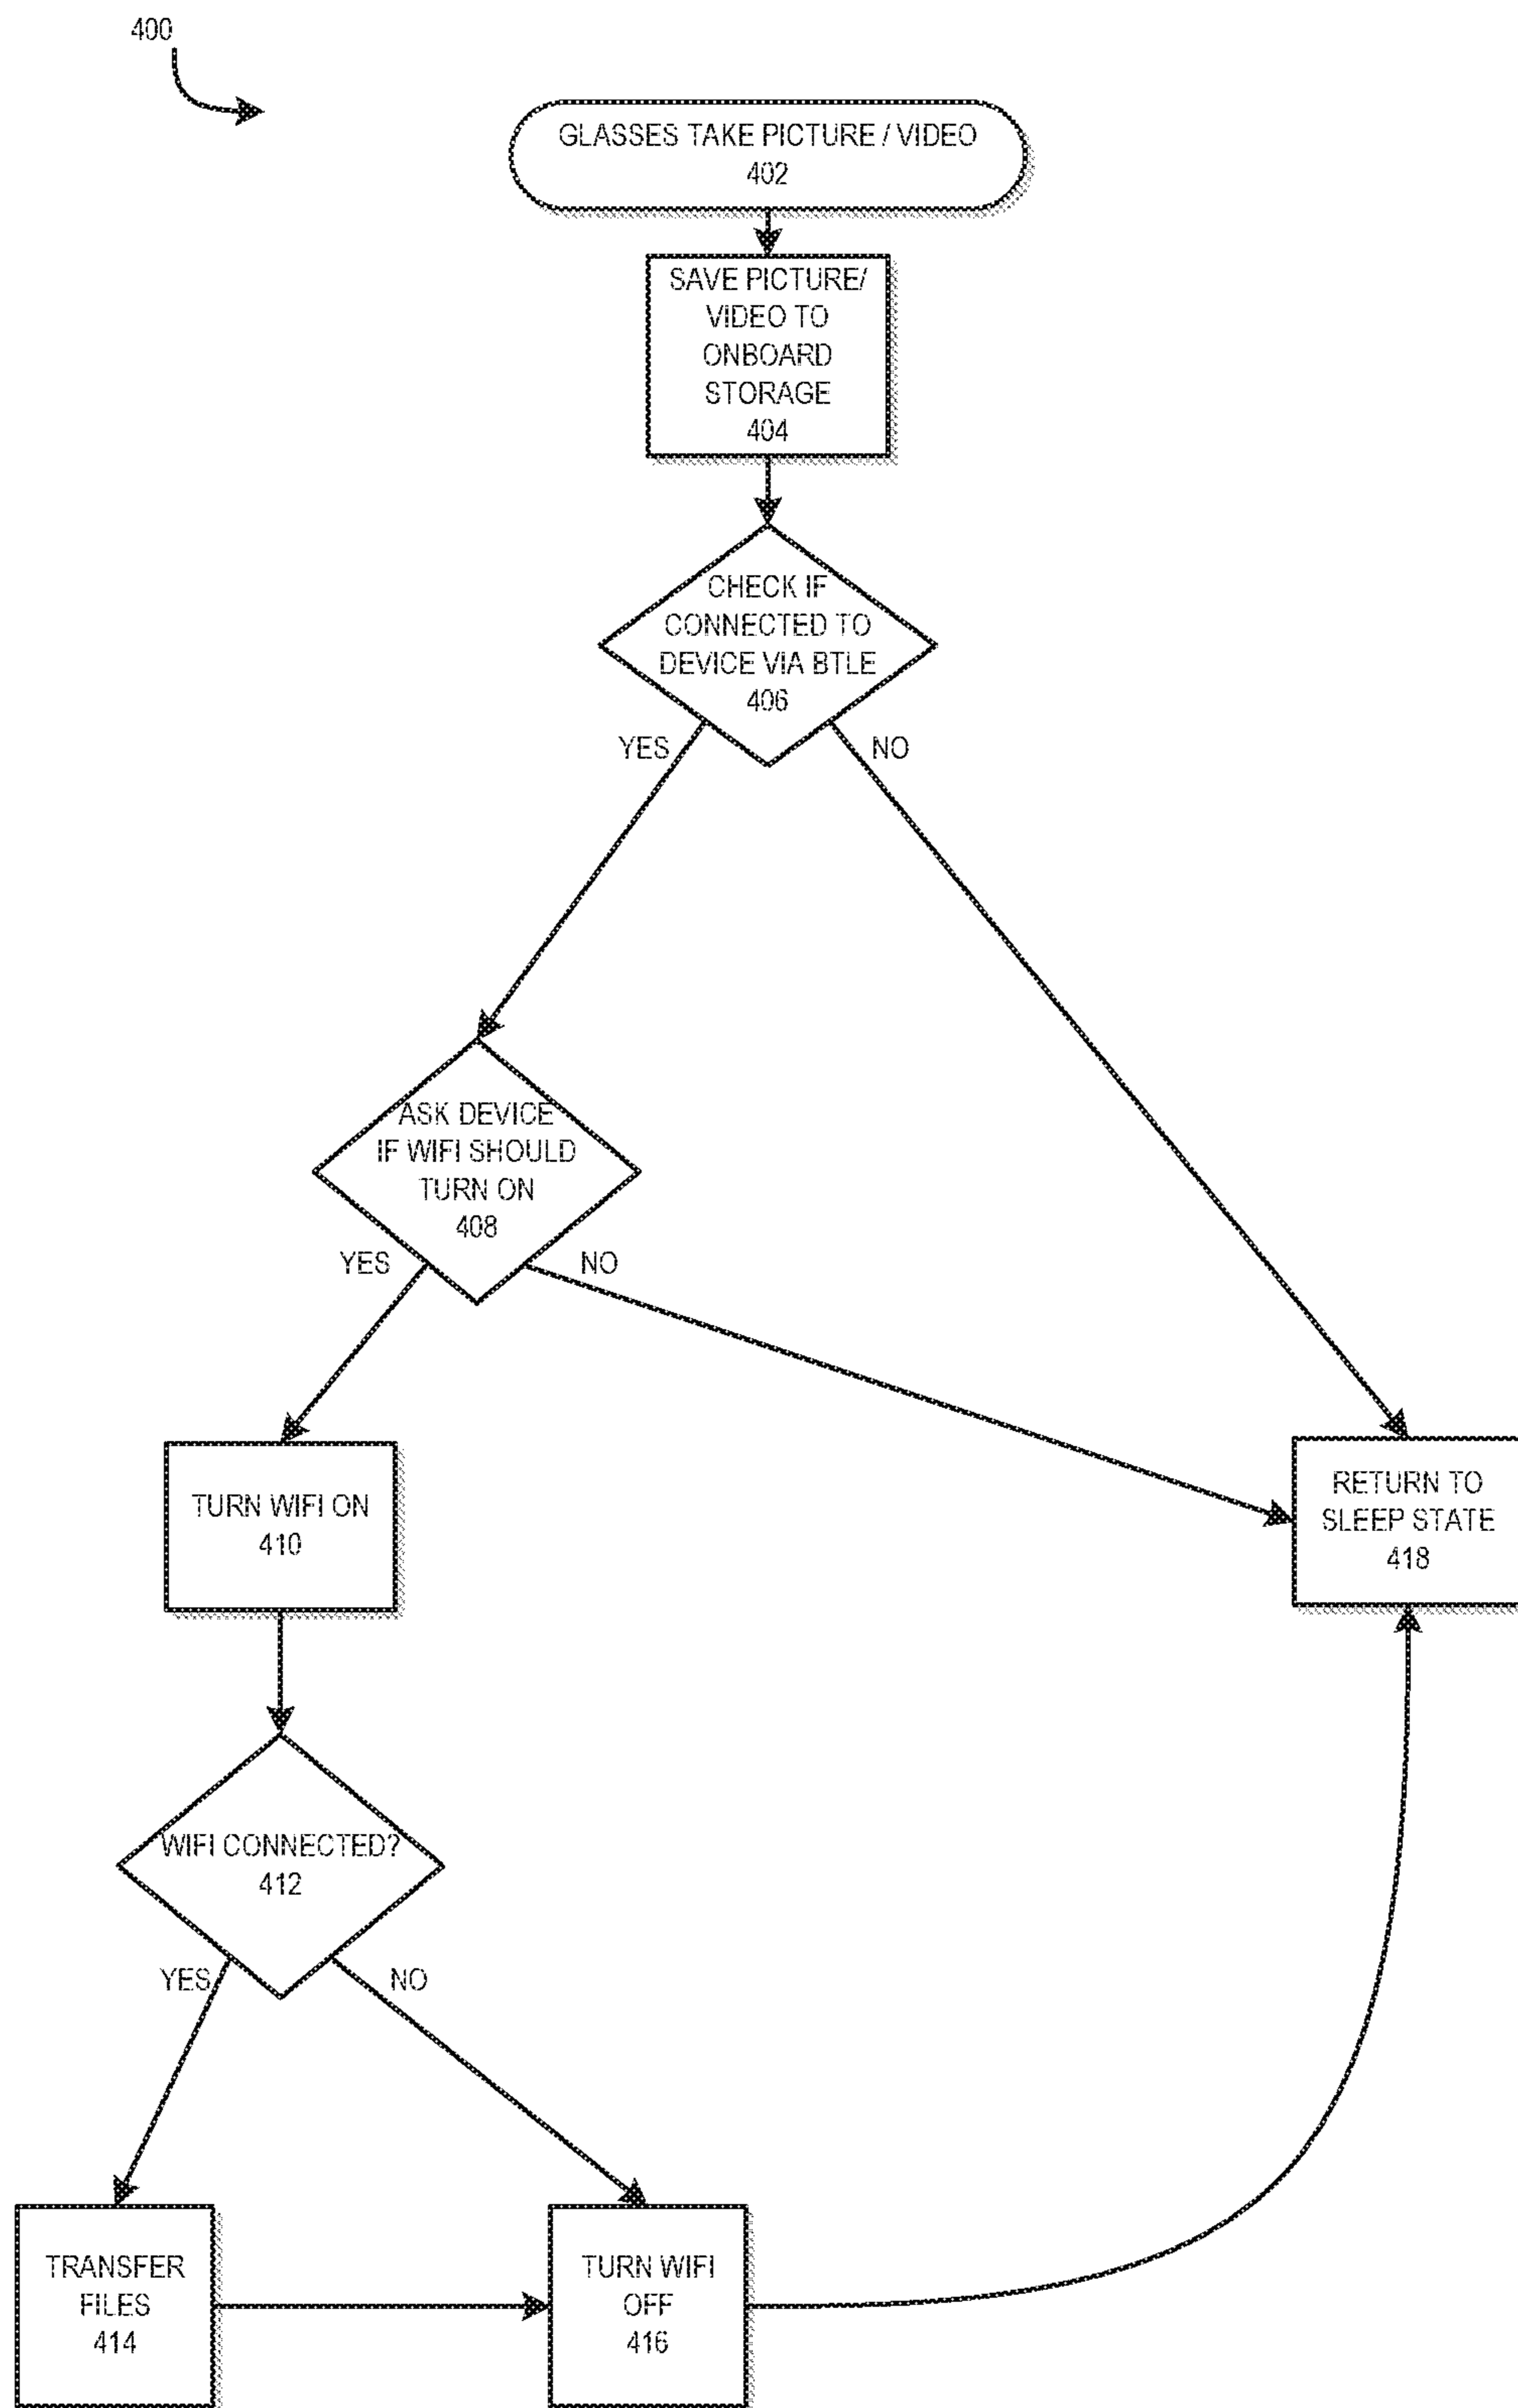 400
GLASSES TAKE PICTURE / VIDEO
402
SAVE PICTURE/
VIDEO TO
ONBOARD
STORAGE
404
CHECK IF
CONNECTED TO
DEVICE VIA BTLE
406
YES
NO
ASK DEVICE
IF WIFI SHOULD
TURN ON
408
YES
NO
TURN WIFI ON
410
RETURN TO
SLEEP STATE
418
WIFI CONNECTED?
412
YES
NO
TRANSFER
FILES
414
TURN WIFI
OFF
416